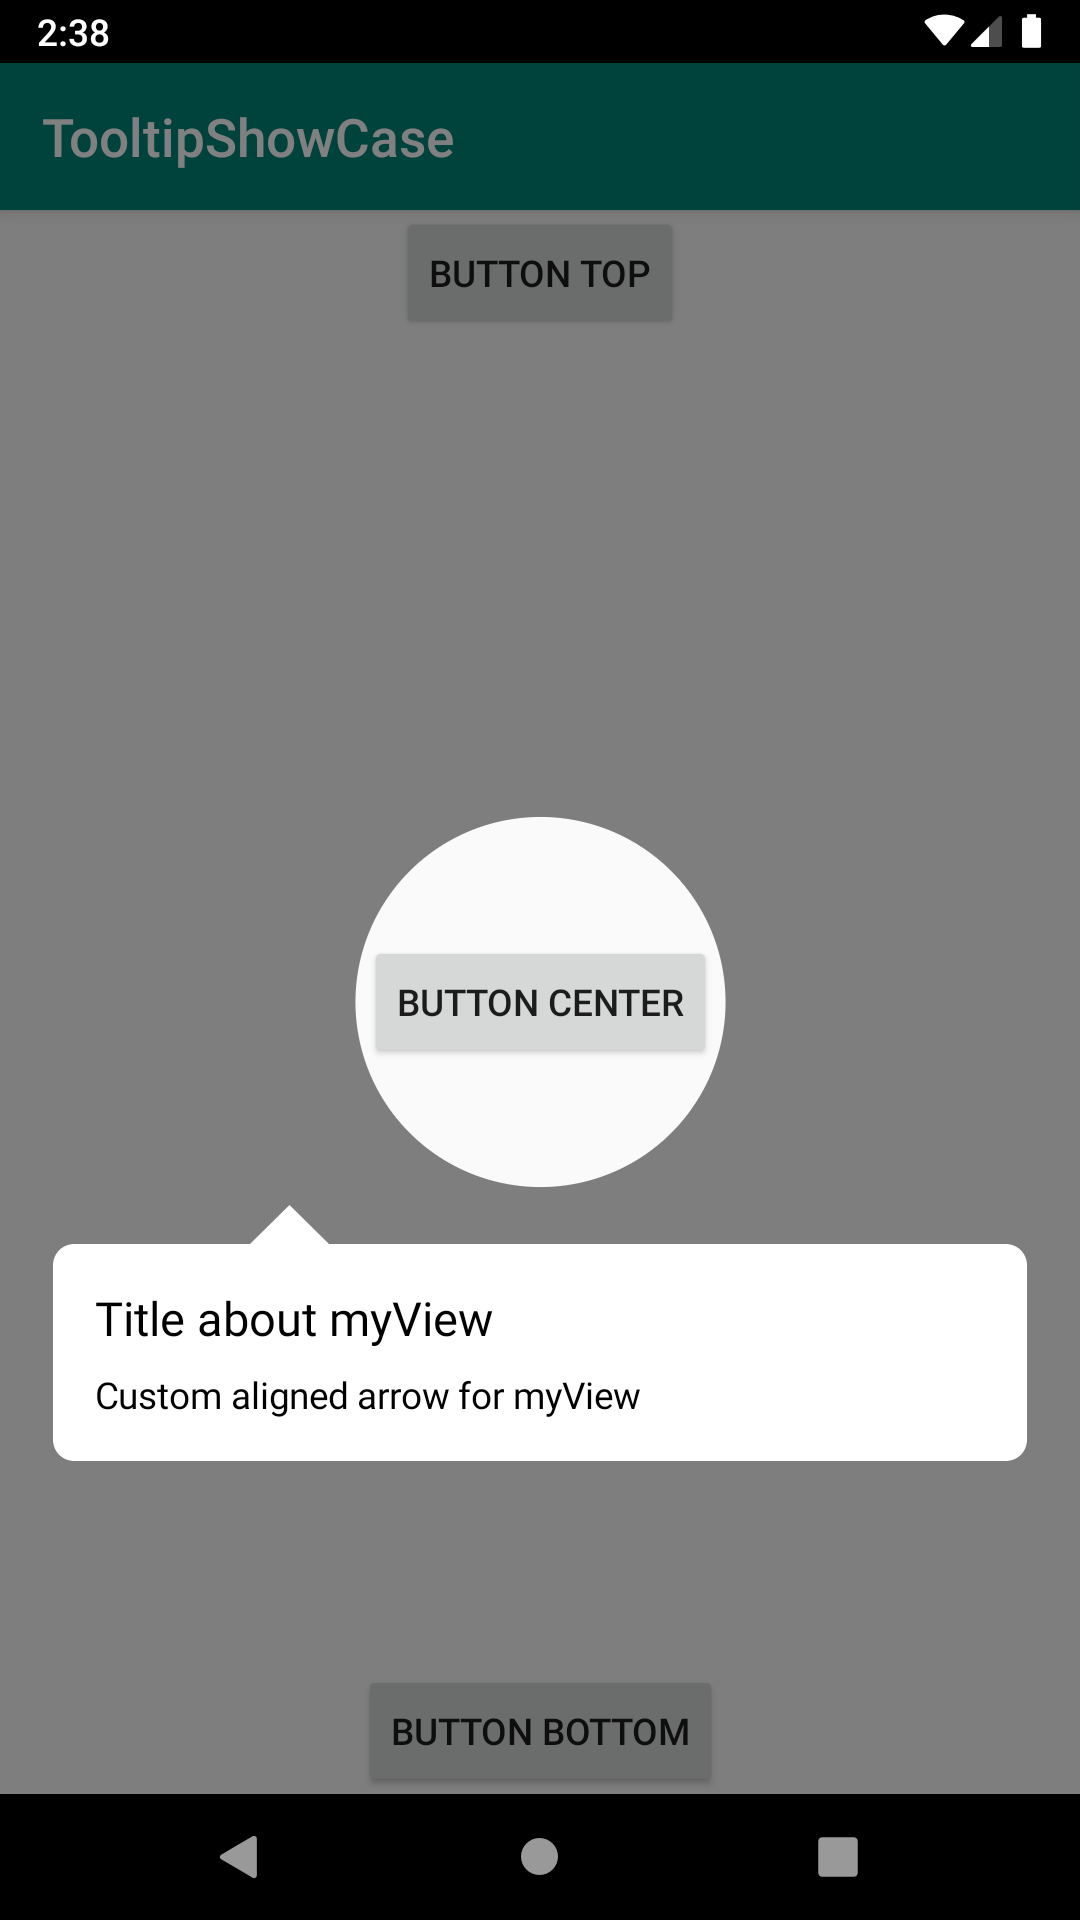 2:38
TooltipShowCase
BUTTON TOP
BUTTON CENTER
Title about myView
Custom aligned arrow for myView
BUTTON BOTTOM